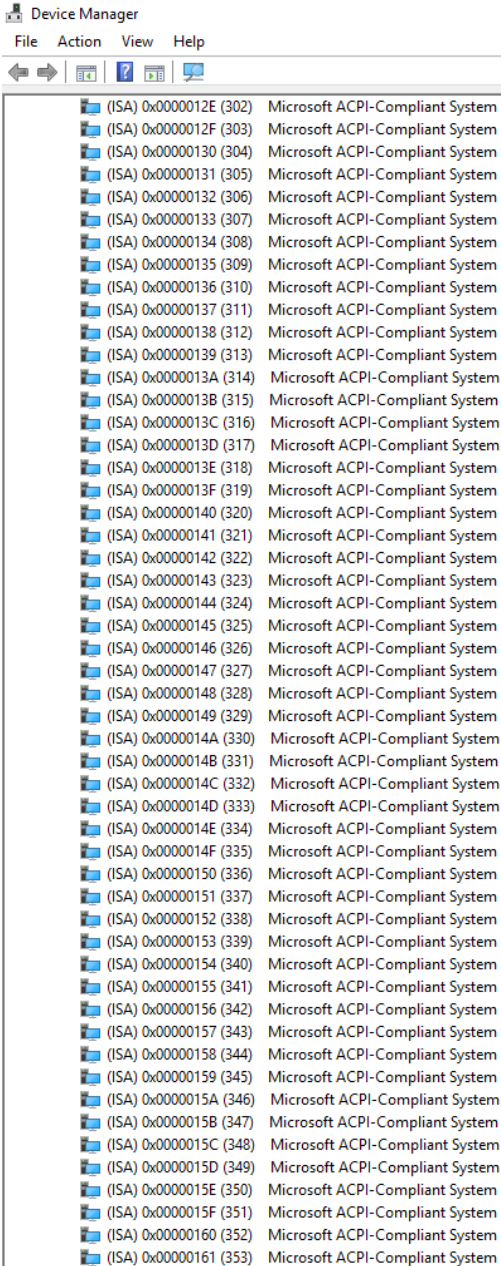 Device Manager
File Action View Help
(ISA) 0x0000012E (302) Microsoft ACPI-Compliant System
(ISA) 0x0000012F (303) Microsoft ACPI-Compliant System
(ISA) 0x00000130 (304) Microsoft ACPI-Compliant System
(ISA) 0x00000131 (305) Microsoft ACPI-Compliant System
(ISA) 0x00000132 (306) Microsoft ACPI-Compliant System
(ISA) 0x00000133 (307) Microsoft ACPI-Compliant System
(ISA) 0x00000134 (308) Microsoft ACPI-Compliant System
(ISA) 0x00000135 (309) Microsoft ACPI-Compliant System
(ISA) 0x00000136 (310) Microsoft ACPI-Compliant System
(ISA) 0x00000137 (311) Microsoft ACPI-Compliant System
(ISA) 0x00000138 (312) Microsoft ACPI-Compliant System
(ISA) 0x00000139 (313) Microsoft ACPI-Compliant System
(ISA) 0x0000013A (314) Microsoft ACPI-Compliant System
(ISA) 0x0000013B (315) Microsoft ACPI-Compliant System
(ISA) 0x0000013C (316) Microsoft ACPI-Compliant System
(ISA) 0x0000013D (317) Microsoft ACPI-Compliant System
(ISA) 0x0000013E (318) Microsoft ACPI-Compliant System
(ISA) 0x0000013F (319) Microsoft ACPI-Compliant System
(ISA) 0x00000140 (320) Microsoft ACPI-Compliant System
(ISA) 0x00000141 (321) Microsoft ACPI-Compliant System
(ISA) 0x00000142 (322) Microsoft ACPI-Compliant System
(ISA) 0x00000143 (323) Microsoft ACPI-Compliant System
(ISA) 0x00000144 (324) Microsoft ACPI-Compliant System
(ISA) 0x00000145 (325) Microsoft ACPI-Compliant System
(ISA) 0x00000146 (326) Microsoft ACPI-Compliant System
(ISA) 0x00000147 (327) Microsoft ACPI-Compliant System
(ISA) 0x00000148 (328) Microsoft ACPI-Compliant System
(ISA) 0x00000149 (329) Microsoft ACPI-Compliant System
(ISA) 0x0000014A (330) Microsoft ACPI-Compliant System
(ISA) 0x0000014B (331) Microsoft ACPI-Compliant System
(ISA) 0x0000014C (332) Microsoft ACPI-Compliant System
(ISA) 0x0000014D (333) Microsoft ACPI-Compliant System
(ISA) 0x0000014E (334) Microsoft ACPI-Compliant System
(ISA) 0x0000014F (335) Microsoft ACPI-Compliant System
(ISA) 0x00000150 (336) Microsoft ACPI-Compliant System
(ISA) 0x00000151 (337) Microsoft ACPI-Compliant System
(ISA) 0x00000152 (338) Microsoft ACPI-Compliant System
(ISA) 0x00000153 (339) Microsoft ACPI-Compliant System
(ISA) 0x00000154 (340) Microsoft ACPI-Compliant System
(ISA) 0x00000155 (341) Microsoft ACPI-Compliant System
(ISA) 0x00000156 (342) Microsoft ACPI-Compliant System
(ISA) 0x00000157 (343) Microsoft ACPI-Compliant System
(ISA) 0x00000158 (344) Microsoft ACPI-Compliant System
(ISA) 0x00000159 (345) Microsoft ACPI-Compliant System
(ISA) 0x0000015A (346) Microsoft ACPI-Compliant System
(ISA) 0x0000015B (347) Microsoft ACPI-Compliant System
(ISA) 0x0000015C (348) Microsoft ACPI-Compliant System
(ISA) 0x0000015D (349) Microsoft ACPI-Compliant System
(ISA) 0x0000015E (350) Microsoft ACPI-Compliant System
(ISA) 0x0000015F (351) Microsoft ACPI-Compliant System
(ISA) 0x00000160 (352) Microsoft ACPI-Compliant System
(ISA) 0x00000161 (353) Microsoft ACPI-Compliant System